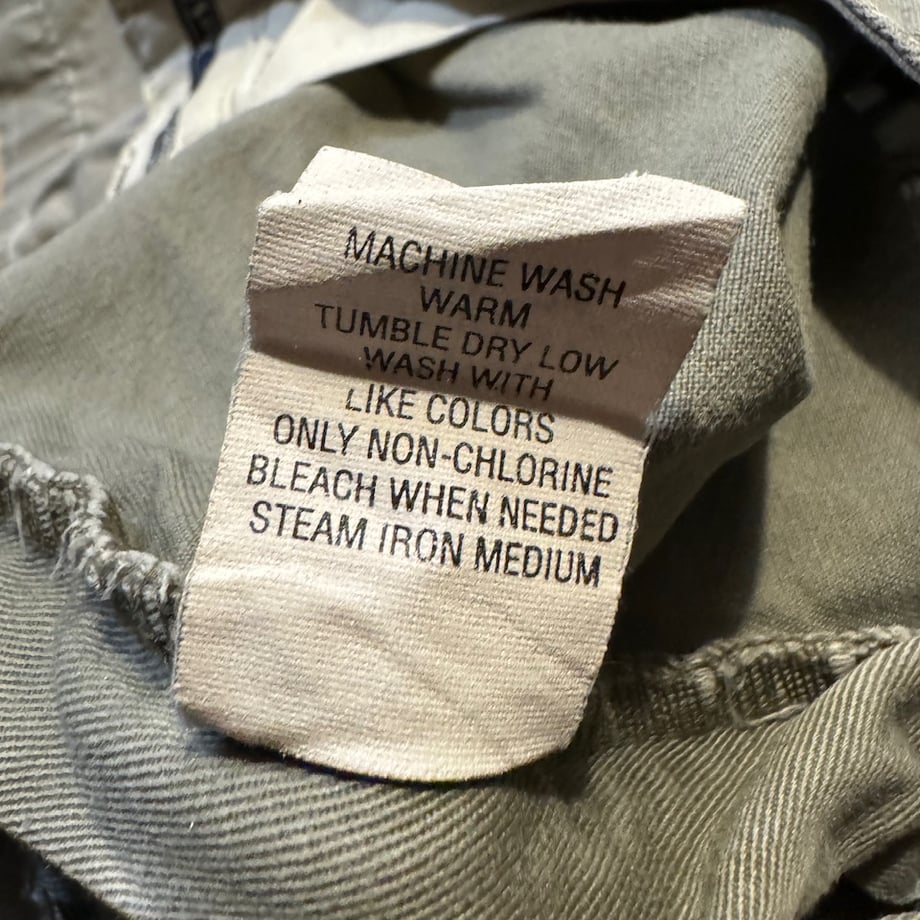 MACHINE WASH
WARM
TUMBLE DRY LOW
WASH WITH
LIKE COLORS
ONLY NON-CHLORINE
BLEACH WHEN NEEDED
STEAM IRON MEDIUM